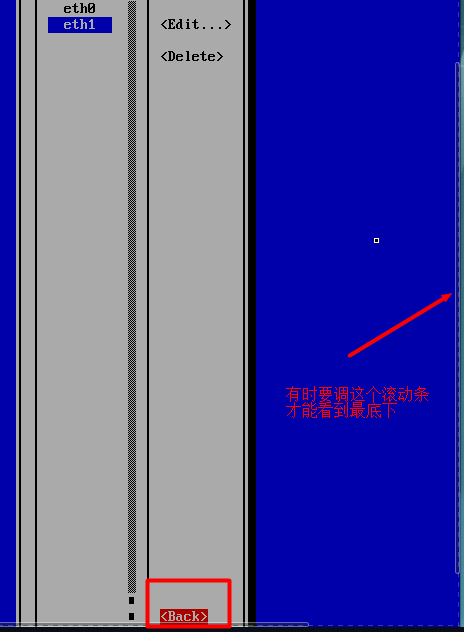 eth0
eth1
<Edit...>
<Delete>
有时要调这个滚动条
才能看到最底下
<Back>